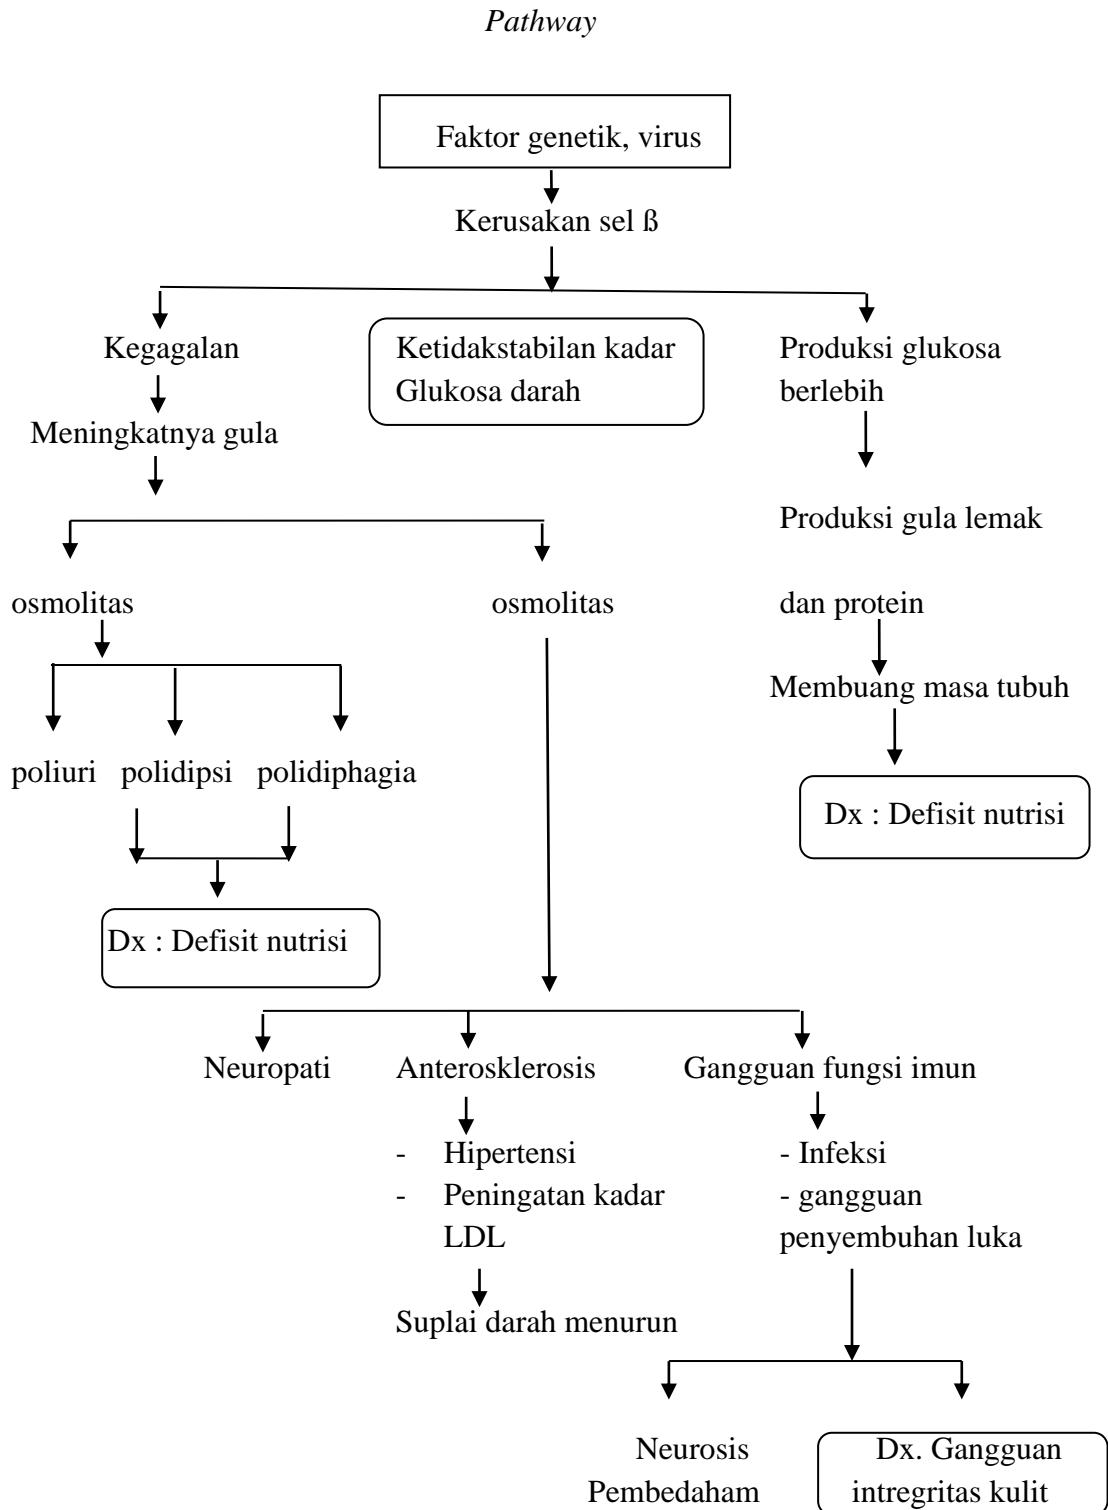 Pathway
Faktor genetik, virus
Kerusakan sel ß
Kegagalan
Ketidakstabilan kadar
Glukosa darah
Produksi glukosa
berlebih
Meningkatnya gula
Produksi gula lemak
osmolitas
osmolitas
dan protein
Membuang masa tubuh
poliuri
polidipsi
polidiphagia
Dx : Defisit nutrisi
Dx : Defisit nutrisi
Neuropati
Anterosklerosis
Gangguan fungsi imun
- Hipertensi
- Peningatan kadar
LDL
- Infeksi
- gangguan
penyembuhan luka
Suplai darah menurun
Neurosis
Pembedaham
Dx. Gangguan
intregritas kulit